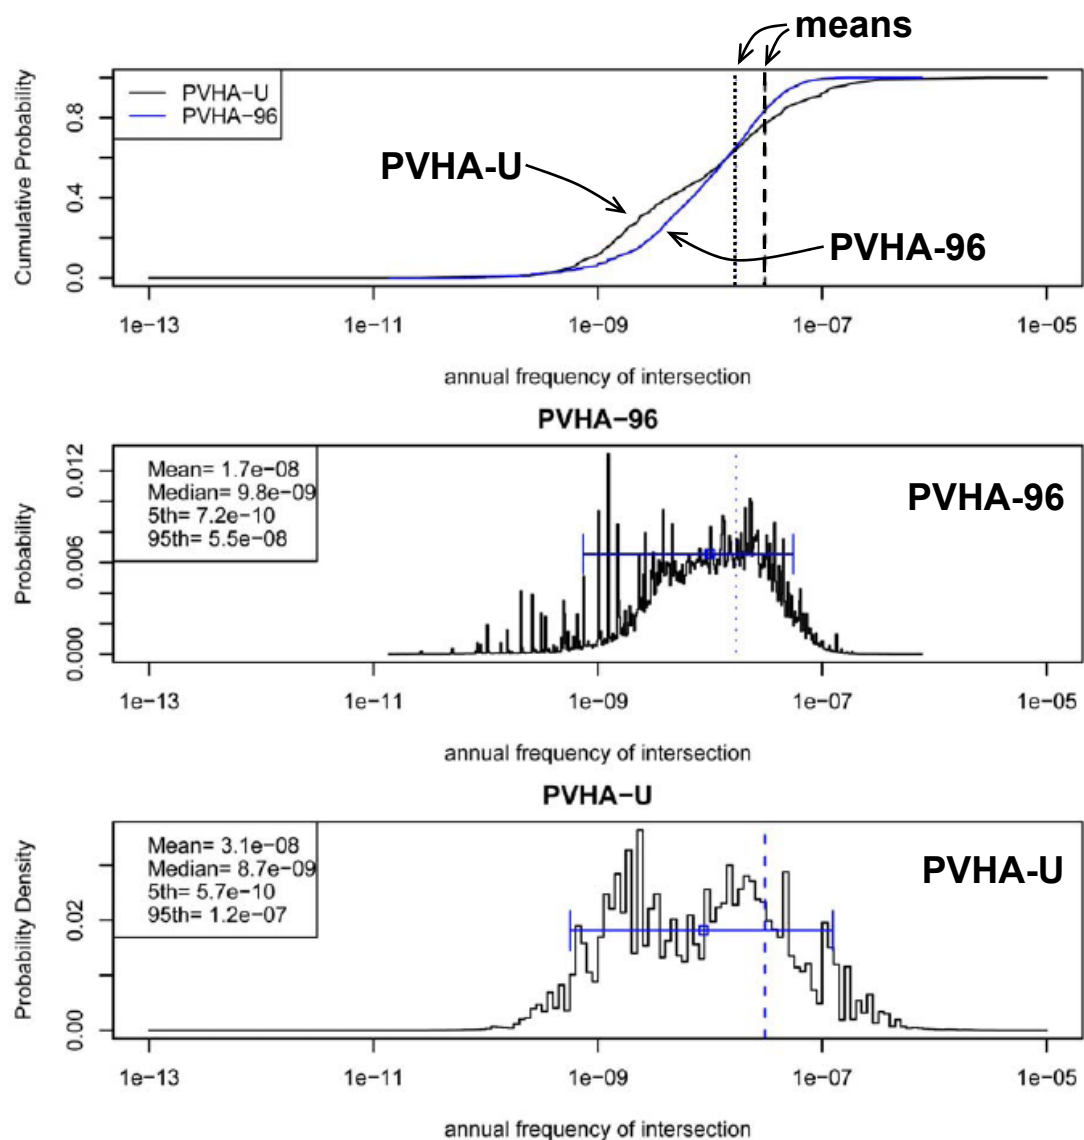 means
PVHA-U
PVHA-96
PVHA-U
PVHA-96
Cumulative Probability
0.0 0.4 0.8
1e−13 1e−11 1e−09 1e−07 1e−05
annual frequency of intersection
PVHA−96
Mean= 1.7e−08
Median= 9.8e−09
5th= 7.2e−10
95th= 5.5e−08
PVHA-96
Probability
0.000 0.006 0.012
1e−13 1e−11 1e−09 1e−07 1e−05
annual frequency of intersection
PVHA−U
Mean= 3.1e−08
Median= 8.7e−09
5th= 5.7e−10
95th= 1.2e−07
PVHA-U
Probability Density
0.00 0.02
1e−13 1e−11 1e−09 1e−07 1e−05
annual frequency of intersection